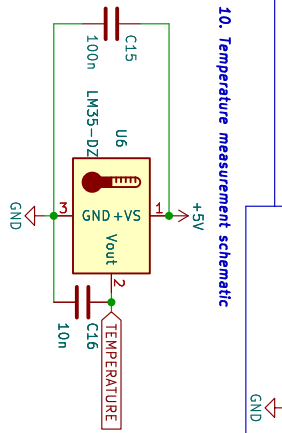 10. Temperature measurement schematic
C15
100n
LM35-DZ
U6
+5V
1
+VS
GND
3
GND
Vout
2
C16
10n
TEMPERATURE
GND